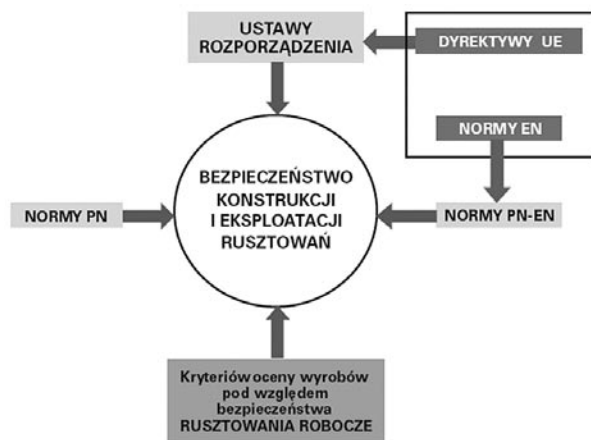 USTAWY
ROZPORZĄDZENIA
DYREKTYWY UE
NORMY EN
BEZPIECZEŃSTWO
KONSTRUKCJI
I EKSPLOATACJI
RUSZTOWAŃ
NORMY PN
NORMY PN-EN
Kryteriów oceny wyrobów
pod względem
bezpieczeństwa
RUSZTOWANIA ROBOCZE